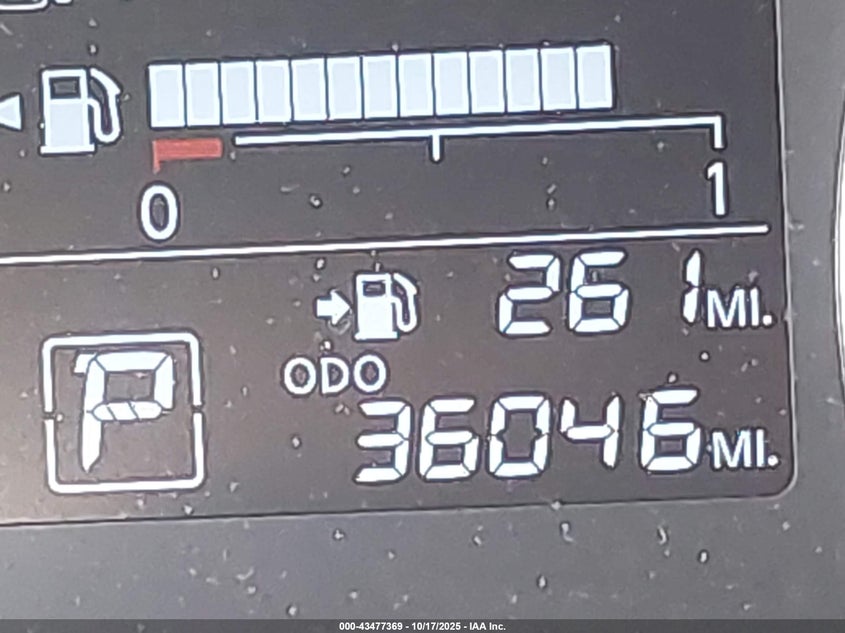 0 1
261 MI.
P
ODO
36046 MI.
000-43477369 - 10/17/2025 - IAA Inc.